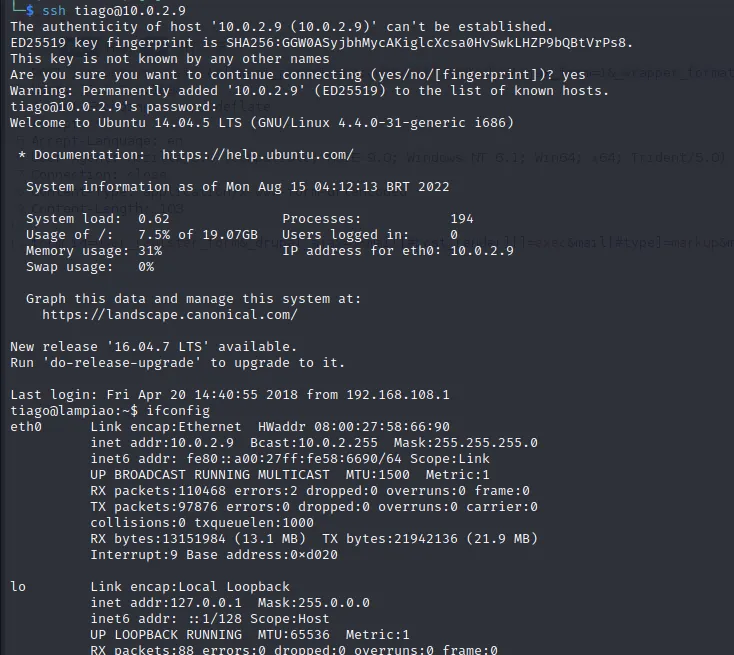 └─$ ssh tiago@10.0.2.9
The authenticity of host '10.0.2.9 (10.0.2.9)' can't be established.
ED25519 key fingerprint is SHA256:GGW0ASyjbhMycAKiglcXcsa0HvSwkLHZP9bQBtVrPs8.
This key is not known by any other names
Are you sure you want to continue connecting (yes/no/[fingerprint])? yes
Warning: Permanently added '10.0.2.9' (ED25519) to the list of known hosts.
tiago@10.0.2.9's password:
Welcome to Ubuntu 14.04.5 LTS (GNU/Linux 4.4.0-31-generic i686)
* Documentation:  https://help.ubuntu.com/
System information as of Mon Aug 15 04:12:13 BRT 2022
System load:  0.62              Processes:           194
Usage of /:   7.5% of 19.07GB   Users logged in:     0
Memory usage: 31%               IP address for eth0: 10.0.2.9
Swap usage:   0%
Graph this data and manage this system at:
https://landscape.canonical.com/
New release '16.04.7 LTS' available.
Run 'do-release-upgrade' to upgrade to it.
Last login: Fri Apr 20 14:40:55 2018 from 192.168.108.1
tiago@lampiao:~$ ifconfig
eth0      Link encap:Ethernet  HWaddr 08:00:27:58:66:90
inet addr:10.0.2.9  Bcast:10.0.2.255  Mask:255.255.255.0
inet6 addr: fe80::a00:27ff:fe58:6690/64 Scope:Link
UP BROADCAST RUNNING MULTICAST  MTU:1500  Metric:1
RX packets:110468 errors:2 dropped:0 overruns:0 frame:0
TX packets:97876 errors:0 dropped:0 overruns:0 carrier:0
collisions:0 txqueuelen:1000
RX bytes:13151984 (13.1 MB)  TX bytes:21942136 (21.9 MB)
Interrupt:9 Base address:0×d020
lo        Link encap:Local Loopback
inet addr:127.0.0.1  Mask:255.0.0.0
inet6 addr: ::1/128 Scope:Host
UP LOOPBACK RUNNING  MTU:65536  Metric:1
RX packets:88 errors:0 dropped:0 overruns:0 frame:0